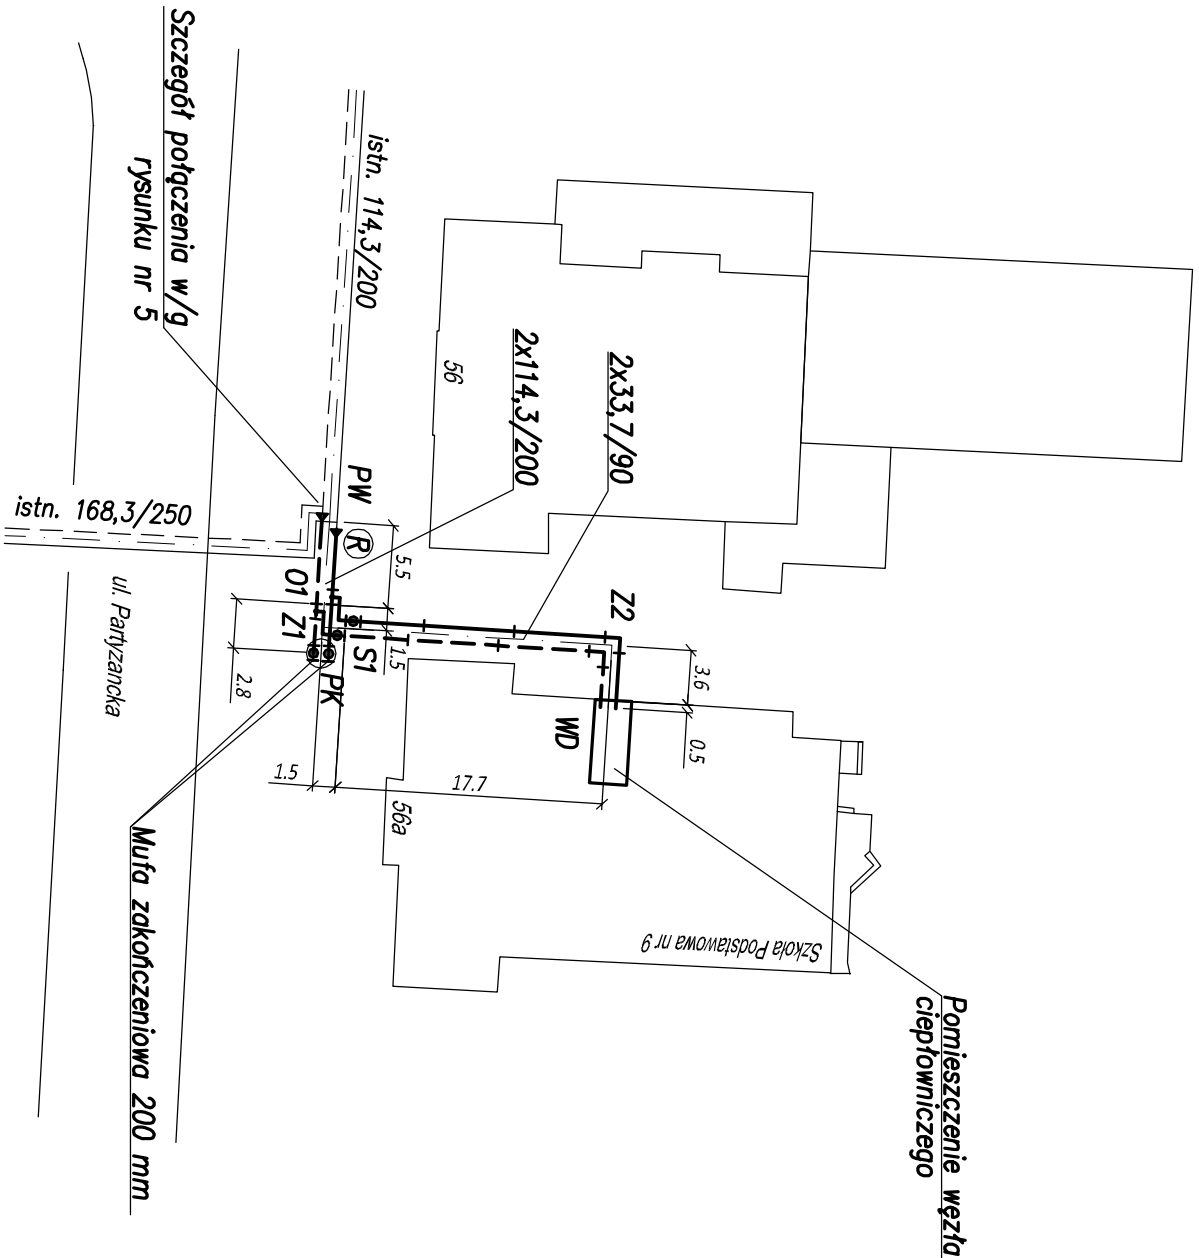 Szczegół połączenia w/g
rysunku nr 5
istn. 114,3/200
56
2x114,3/200
2x33,7/90
istn. 168,3/250
PW
R
5.5
O1
Z1
S1
1.5
PK
Z2
3.6
0.5
WD
2.8
1.5
17.7
56a
ul. Partyzancka
Mufa zakończeniowa 200 mm
Szkoła Podstawowa nr 9
Pomieszczenie węzła
ciepłowniczego